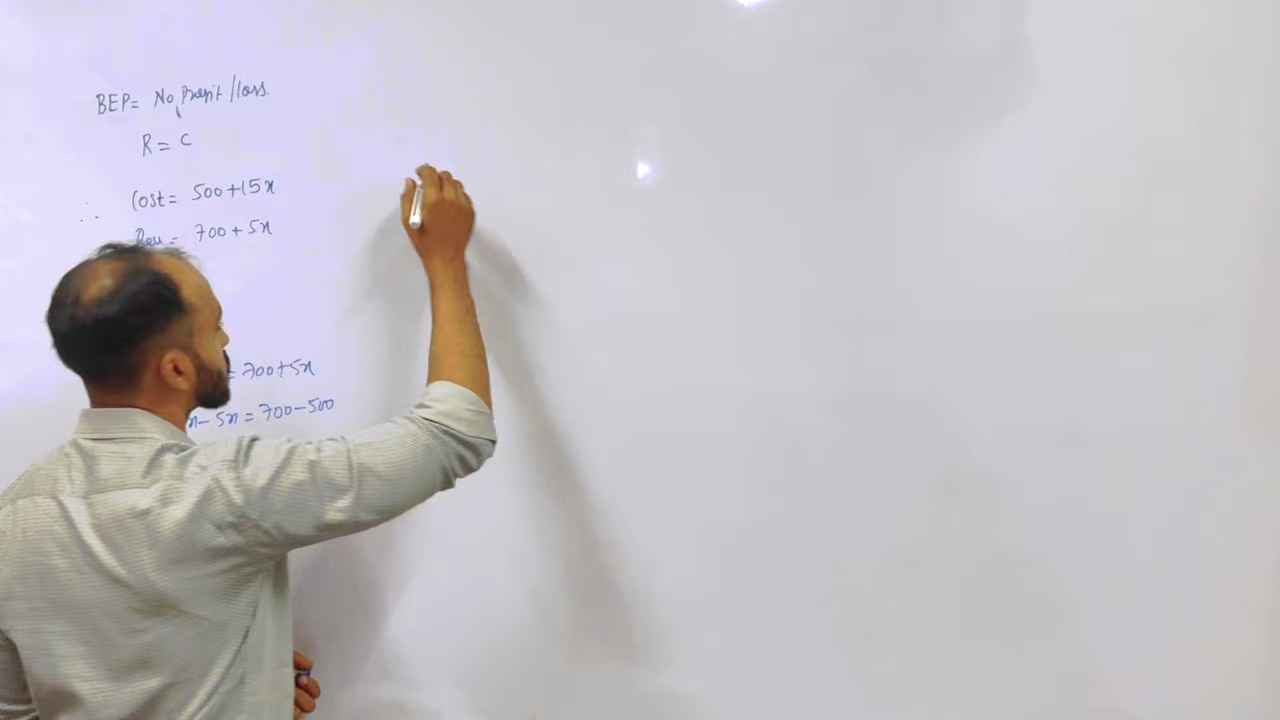 BEP= No Profit/loss
R = C
∴ Cost = 500+15x
Rev = 700+5x
= 700+5x
x- 5x = 700-500